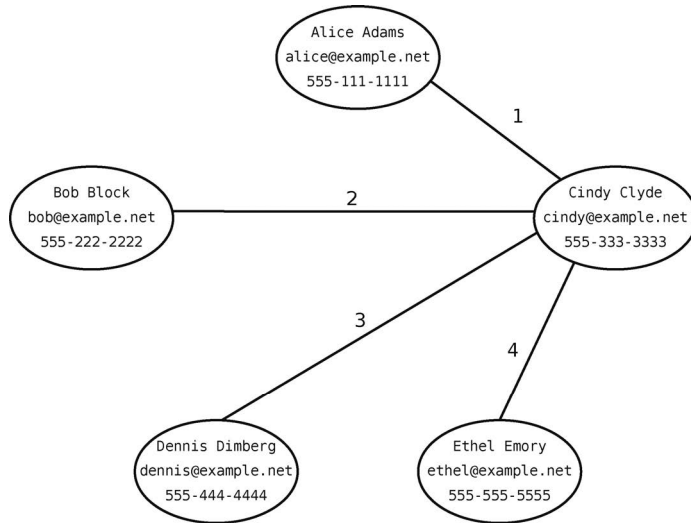 Alice Adams
alice@example.net
555-111-1111
1
Bob Block
bob@example.net
555-222-2222
2
Cindy Clyde
cindy@example.net
555-333-3333
3
4
Dennis Dimberg
dennis@example.net
555-444-4444
Ethel Emory
ethel@example.net
555-555-5555